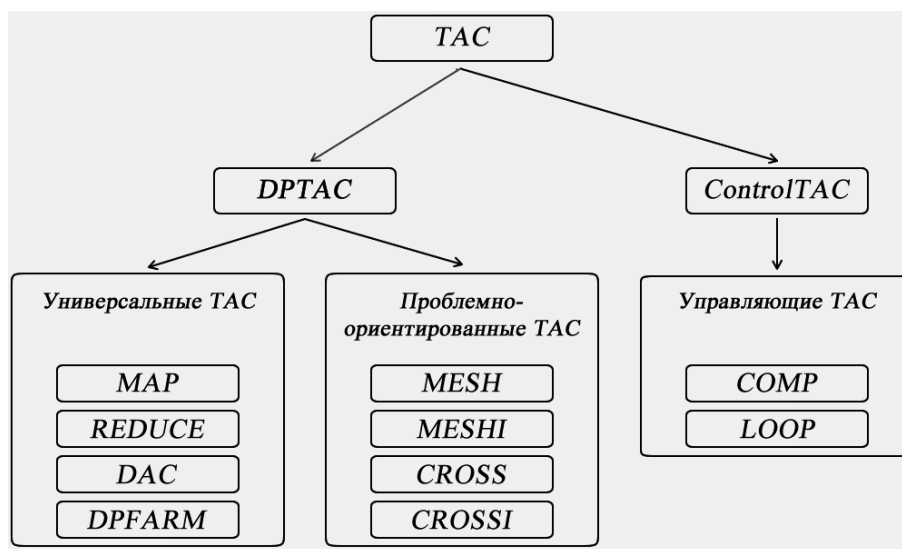 TAC
DPTAC
ControlTAC
Универсальные TAC
MAP
REDUCE
DAC
DPFARM
Проблемно-
ориентированные TAC
MESH
MESHI
CROSS
CROSSI
Управляющие TAC
COMP
LOOP